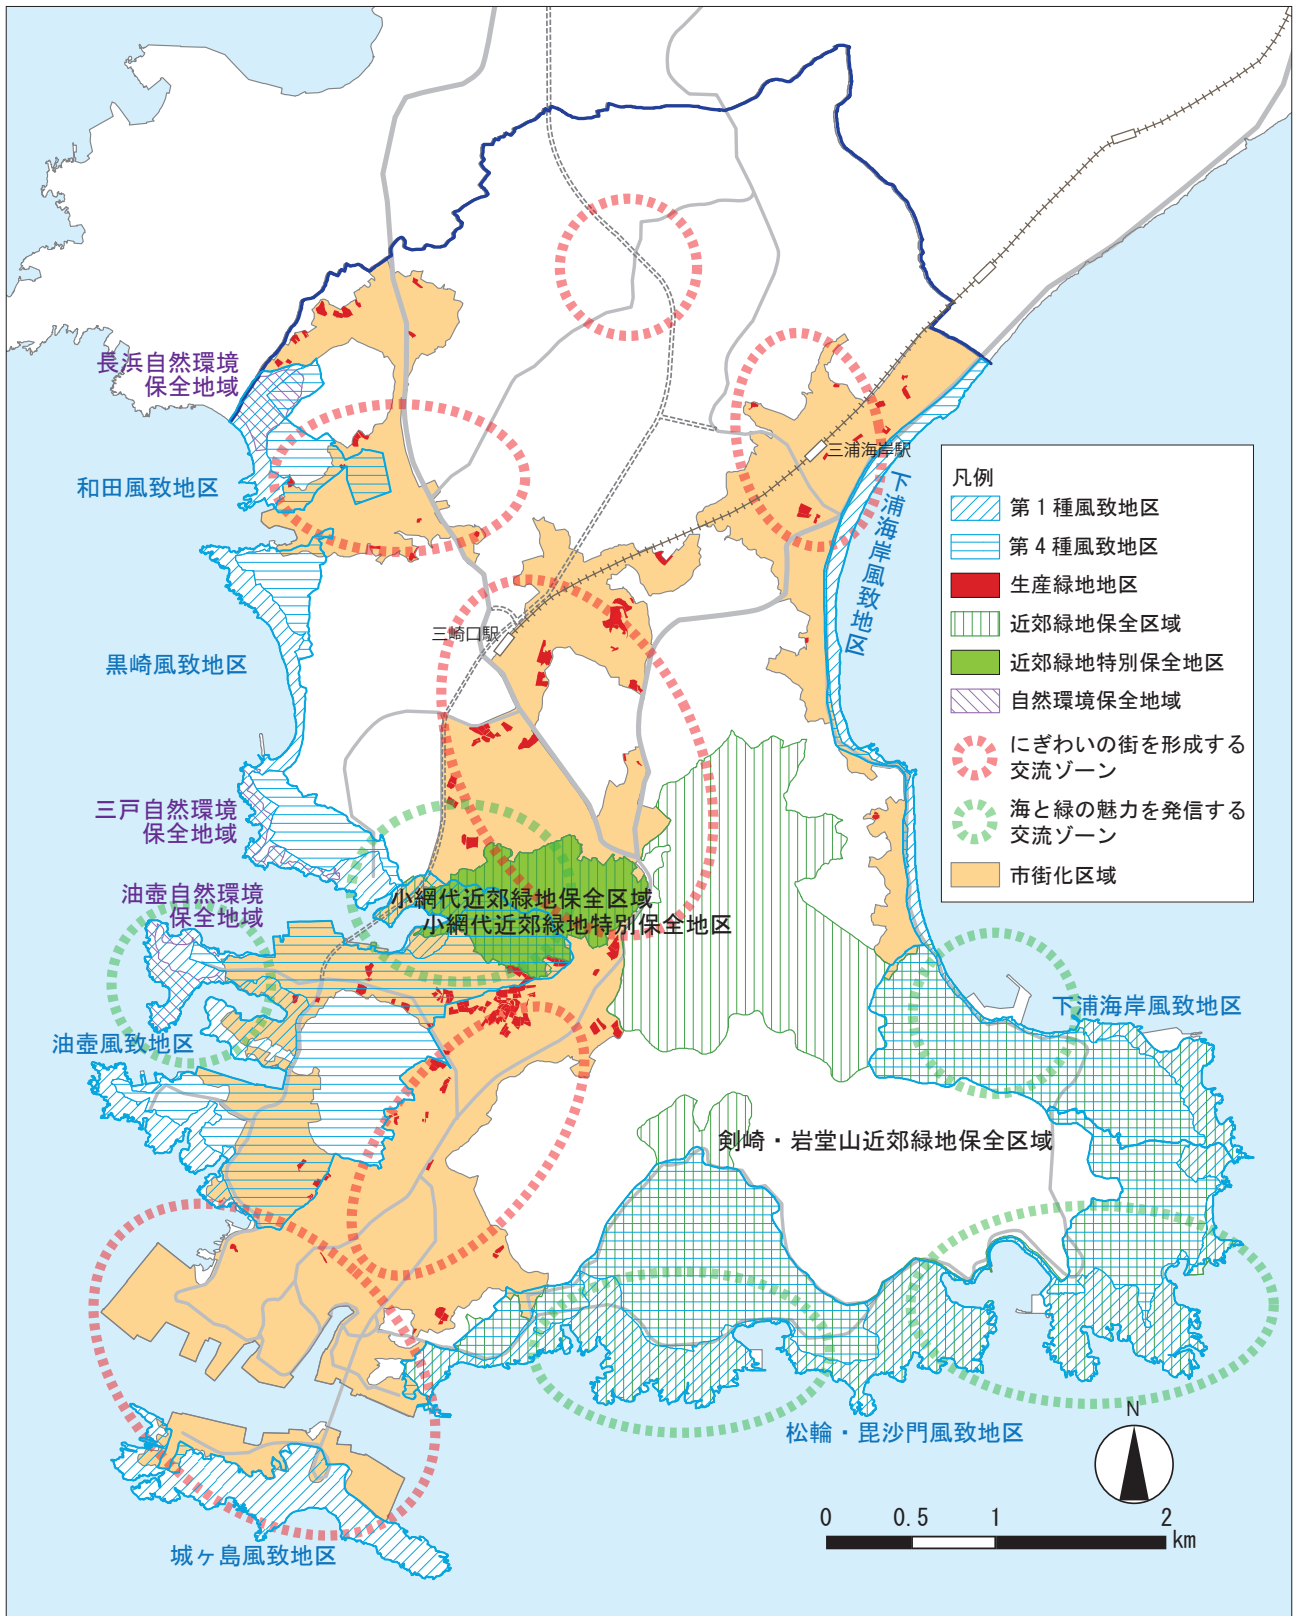 長浜自然環境
保全地域
和田風致地区
三浦海岸駅
下浦海岸風致地区
凡例
第1種風致地区
第4種風致地区
生産緑地地区
近郊緑地保全区域
近郊緑地特別保全地区
自然環境保全地域
にぎわいの街を形成する
交流ゾーン
海と緑の魅力を発信する
交流ゾーン
市街化区域
三崎口駅
黒崎風致地区
三戸自然環境
保全地域
油壺自然環境
保全地域
小網代近郊緑地保全区域
小網代近郊緑地特別保全地区
油壺風致地区
下浦海岸風致地区
剣崎・岩堂山近郊緑地保全区域
松輪・毘沙門風致地区
城ヶ島風致地区
N
0 0.5 1 2
km